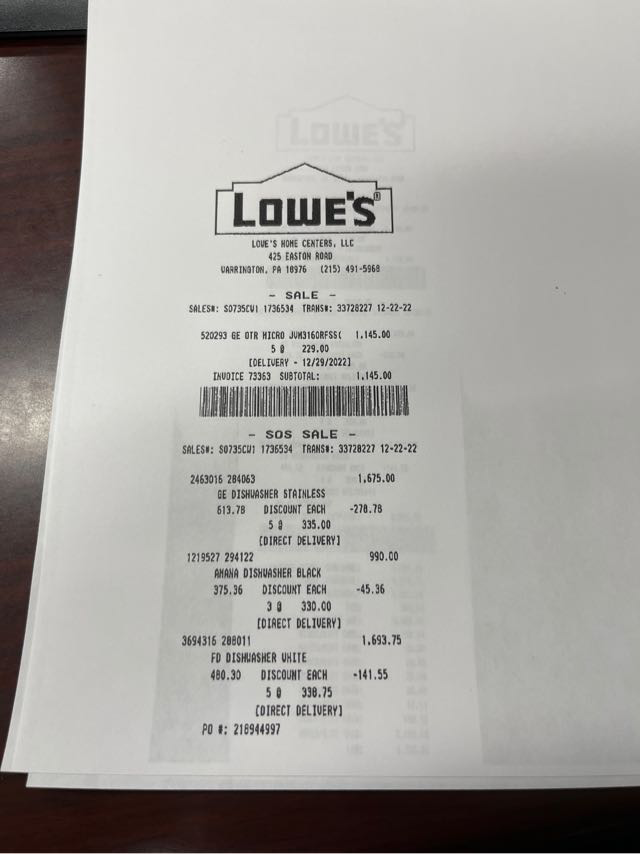 LOWE'S
LOWE'S
LOWE'S HOME CENTERS, LLC
425 EASTON ROAD
WARRINGTON, PA 18976 (215) 491-5968
- SALE -
SALES#: S0735CW1 1736534 TRANS#: 33728227 12-22-22
520293 GE OTR MICRO JVM3160RFSS( 1,145.00
5 @ 229.00
[DELIVERY - 12/29/2022]
INVOICE 73363 SUBTOTAL: 1,145.00
- SOS SALE -
SALES#: S0735CW1 1736534 TRANS#: 33728227 12-22-22
2463016 284063 1,675.00
GE DISHWASHER STAINLESS
613.78 DISCOUNT EACH -278.78
5 @ 335.00
[DIRECT DELIVERY]
1219527 294122 990.00
AMANA DISHWASHER BLACK
375.36 DISCOUNT EACH -45.36
3 @ 330.00
[DIRECT DELIVERY]
3694316 288011 1,693.75
FD DISHWASHER WHITE
480.30 DISCOUNT EACH -141.55
5 @ 338.75
[DIRECT DELIVERY]
PO #: 218944997